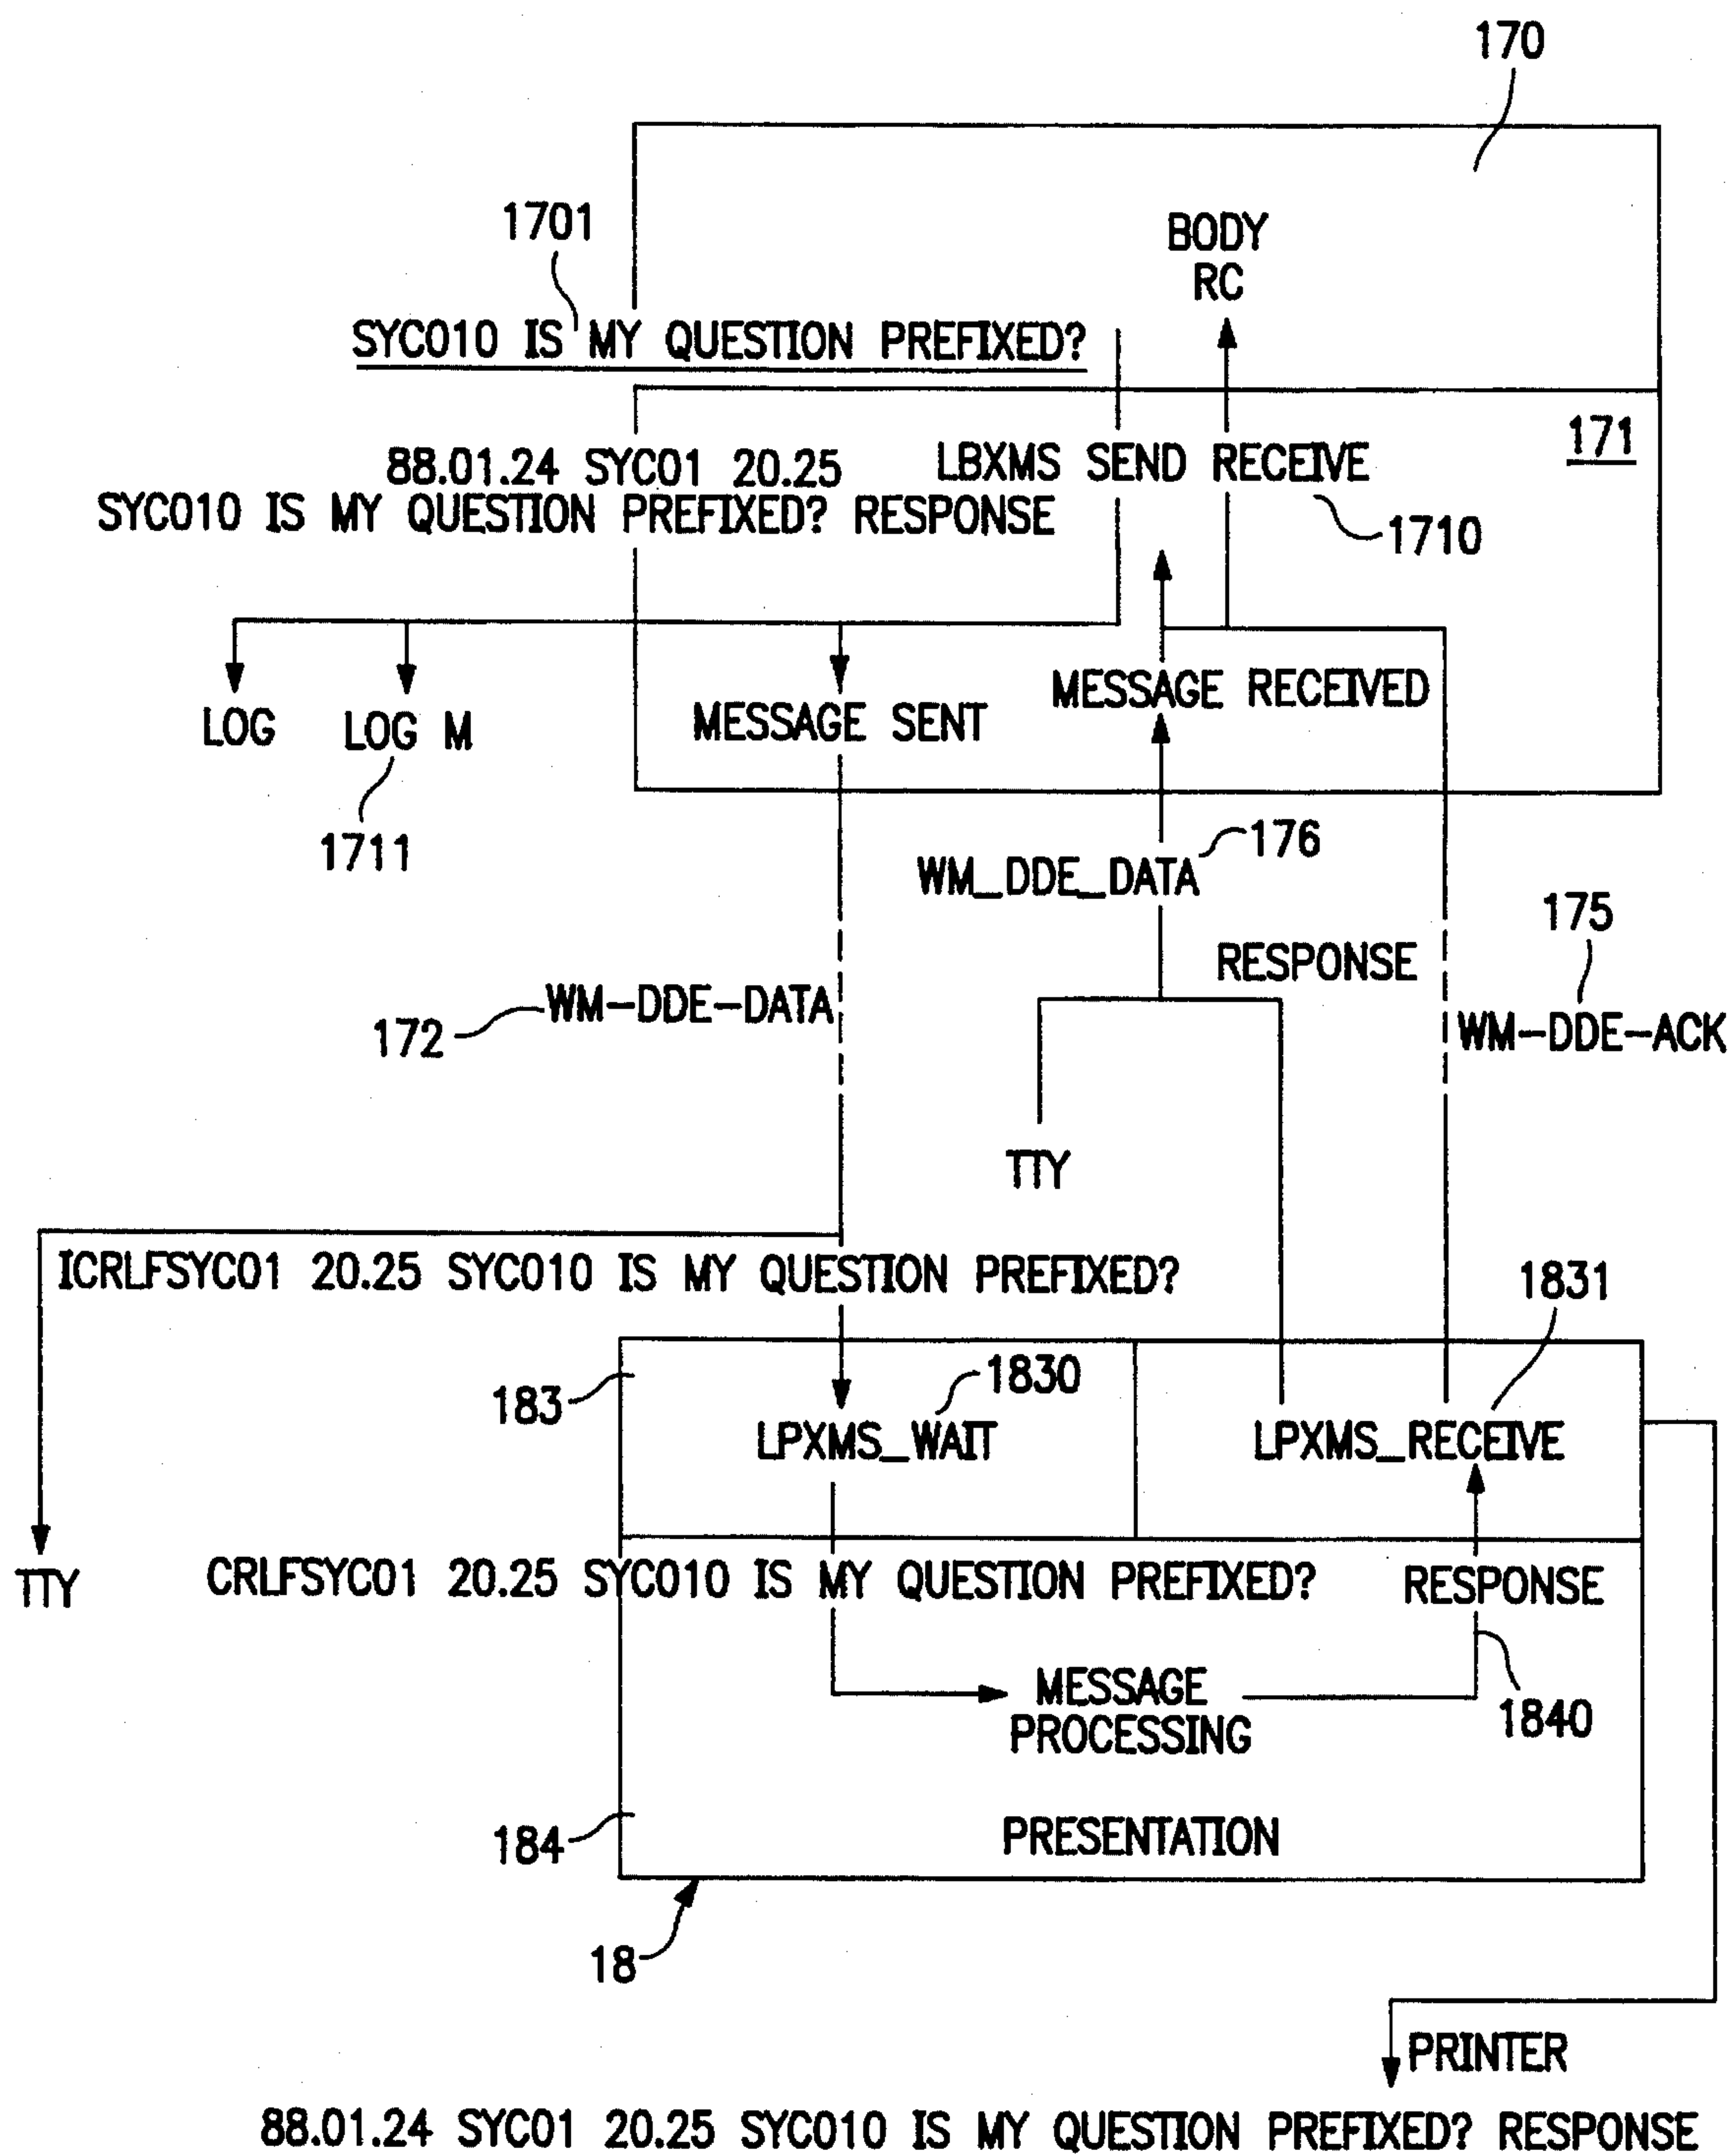 170
1701
BODY
RC
SYC010 IS MY QUESTION PREFIXED?
171
88.01.24 SYC01 20.25
LBXMS SEND RECEIVE
SYC010 IS MY QUESTION PREFIXED? RESPONSE
1710
LOG
LOG M
MESSAGE SENT
MESSAGE RECEIVED
1711
176
WM_DDE_DATA
175
RESPONSE
WM-DDE-DATA
172
WM-DDE-ACK
TTY
ICRLFSYC01 20.25 SYC010 IS MY QUESTION PREFIXED?
1831
183
1830
LPXMS_WAIT
LPXMS_RECEIVE
TTY
CRLFSYC01 20.25 SYC010 IS MY QUESTION PREFIXED?
RESPONSE
MESSAGE
PROCESSING
1840
184
PRESENTATION
18
PRINTER
88.01.24 SYC01 20.25 SYC010 IS MY QUESTION PREFIXED? RESPONSE